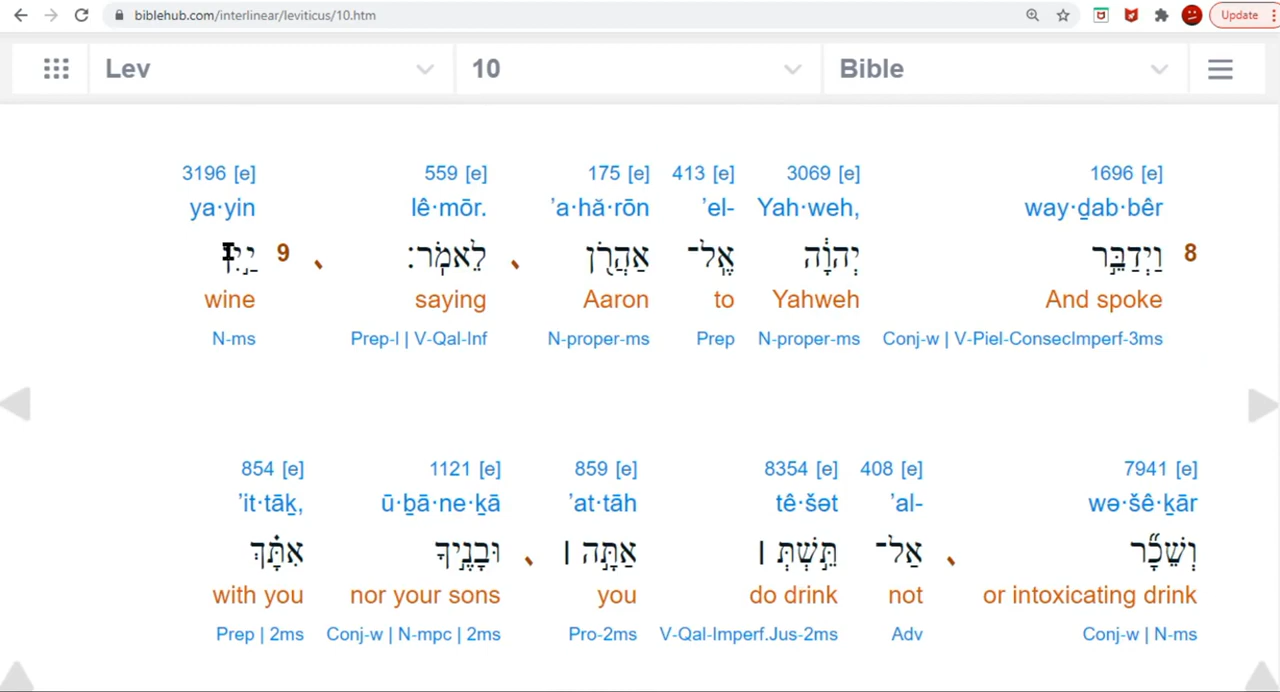 biblehub.com/interlinear/leviticus/10.htm Update
Lev 10 Bible
3196 [e] 559 [e] 175 [e] 413 [e] 3069 [e] 1696 [e]
ya·yin lê·mōr. ’a·hă·rōn ’el- Yah·weh, way·ḏab·bêr
8 וַיְדַבֵּ֣ר יְהוָ֔ה אֶֽל־ אַהֲרֹ֖ן 、 לֵאמֹֽר׃ 、 9 יַ֣יִן
wine saying Aaron to Yahweh And spoke
N-ms Prep-l | V-Qal-Inf N-proper-ms Prep N-proper-ms Conj-w | V-Piel-ConsecImperf-3ms
854 [e] 1121 [e] 859 [e] 8354 [e] 408 [e] 7941 [e]
’it·tāḵ, ū·ḇā·ne·ḵā ’at·tāh tê·šət ’al- wə·šê·ḵār
וְשֵׁכָ֞ר 、 אַל־ תֵּ֣שְׁתְּ ׀ אַתָּ֣ה ׀ 、 וּבָנֶ֣יךָ אִתָּ֗ךְ
with you nor your sons you do drink not or intoxicating drink
Prep | 2ms Conj-w | N-mpc | 2ms Pro-2ms V-Qal-Imperf.Jus-2ms Adv Conj-w | N-ms